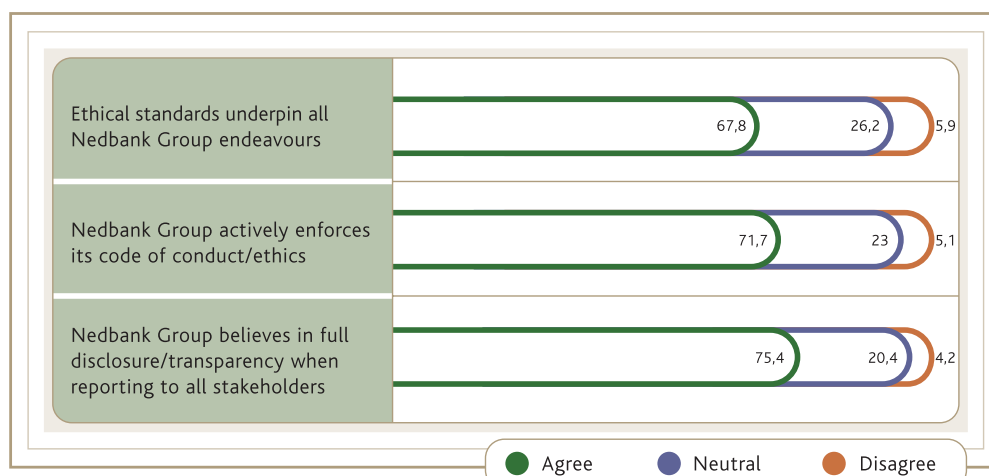 Ethical standards underpin all
Nedbank Group endeavours
67,8 26,2 5,9
Nedbank Group actively enforces
its code of conduct/ethics
71,7 23 5,1
Nedbank Group believes in full
disclosure/transparency when
reporting to all stakeholders
75,4 20,4 4,2
Agree Neutral Disagree